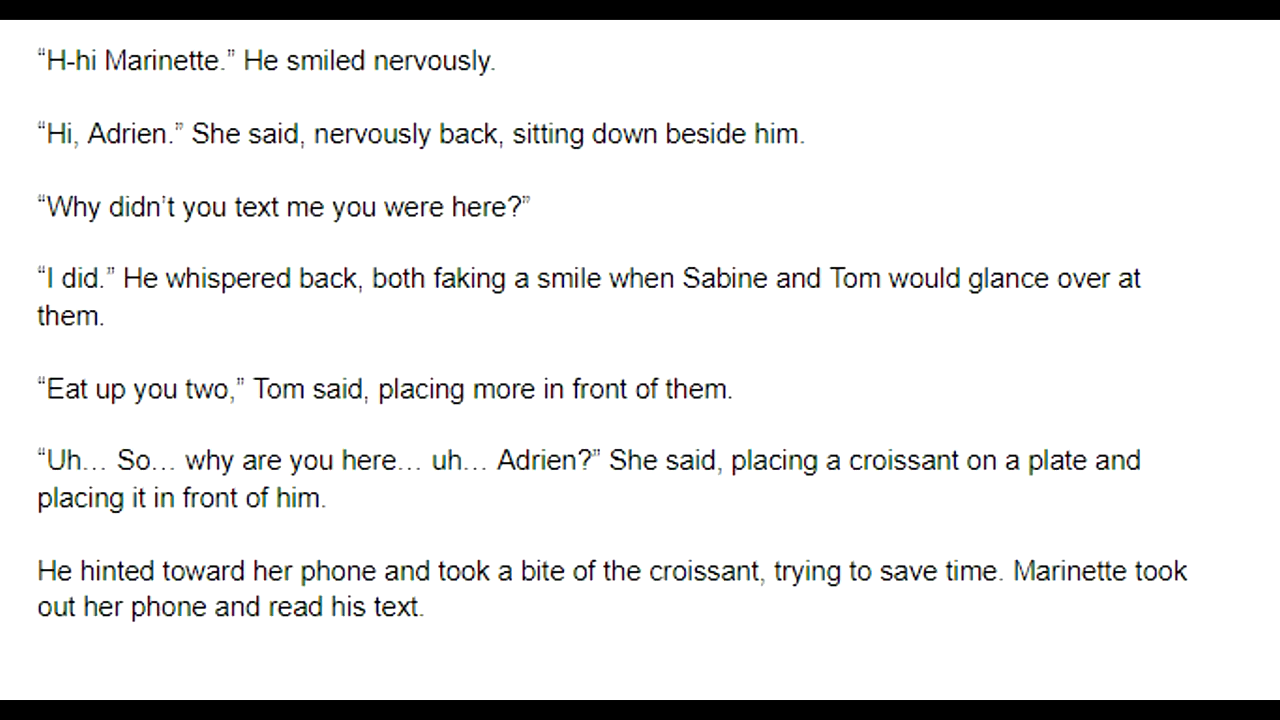 “H-hi Marinette.” He smiled nervously.
“Hi, Adrien.” She said, nervously back, sitting down beside him.
“Why didn’t you text me you were here?”
“I did.” He whispered back, both faking a smile when Sabine and Tom would glance over at
them.
“Eat up you two,” Tom said, placing more in front of them.
“Uh… So… why are you here… uh… Adrien?” She said, placing a croissant on a plate and
placing it in front of him.
He hinted toward her phone and took a bite of the croissant, trying to save time. Marinette took
out her phone and read his text.